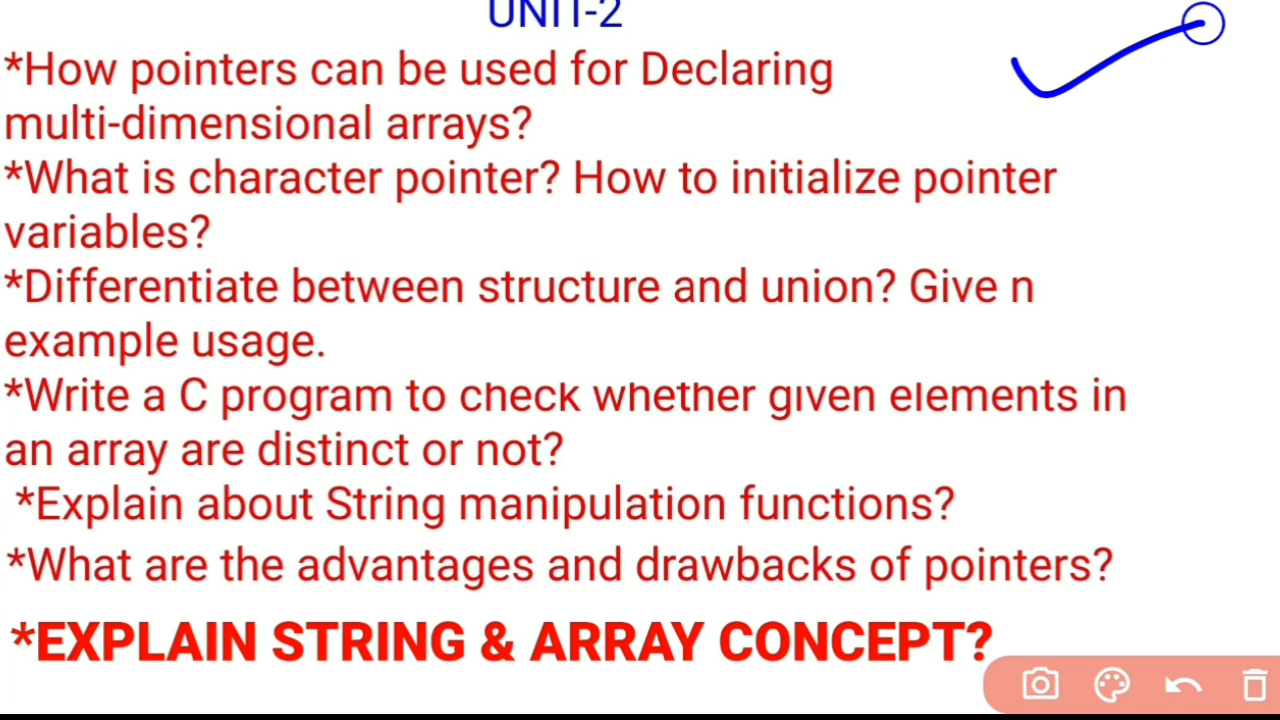 UNIT-2
*How pointers can be used for Declaring
multi-dimensional arrays?
*What is character pointer? How to initialize pointer
variables?
*Differentiate between structure and union? Give n
example usage.
*Write a C program to check whether given elements in
an array are distinct or not?
*Explain about String manipulation functions?
*What are the advantages and drawbacks of pointers?
*EXPLAIN STRING & ARRAY CONCEPT?